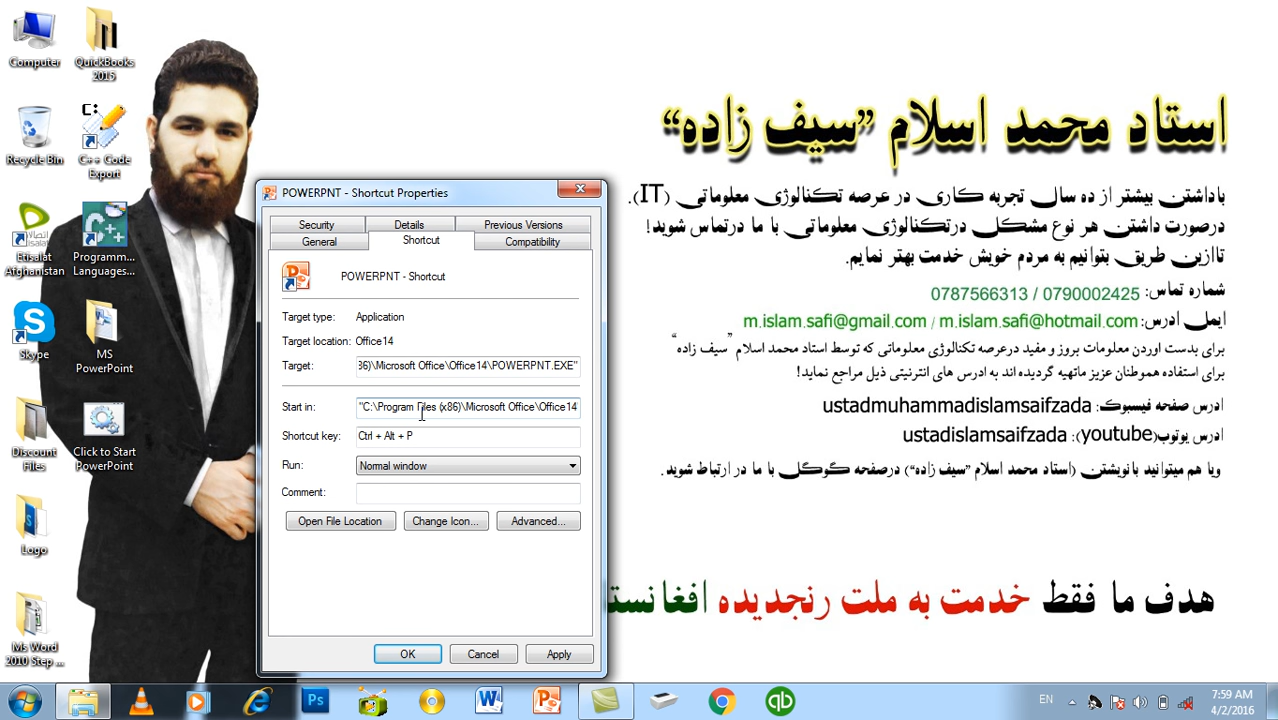 Computer
QuickBooks
2015
Recycle Bin
C++ Code
Export
Etisalat
Afghanistan
Programm...
Languages...
Skype
MS
PowerPoint
Discount
Files
Click to Start
PowerPoint
Logo
Ms Word
2010 Step ...
استاد محمد اسلام "سیف زاده"
باداشتن بیشتر از ده سال تجربه کاری در عرصه تکنالوژی معلوماتی (IT).
درصورت داشتن هر نوع مشکل درتکنالوژی معلوماتی با ما درتماس شوید!
تاازین طریق بتوانیم به مردم خویش خدمت بهتر نمایم.
شماره تماس: 0787566313 / 0790002425
ایملی ادرس: m.islam.safi@gmail.com / m.islam.safi@hotmail.com
برای بدست اوردن معلومات بروز و مفید درعرصه تکنالوژی معلوماتی که توسط استاد محمد اسلام "سیف زاده"
برای استفاده هموطنان عزیز ماتهیه گردیده اند به ادرس های انترنیتی ذیل مراجع نماید!
ادرس صفحه فیسبوک: ustadmuhammadislamsaifzada
ادرس یوتوب(youtube): ustadislamsaifzada
ویا هم میتوانید بانویشتن (استاد محمد اسلام "سیف زاده") درصفحه گوگل با ما در ارتباط شوید.
هدف ما فقط خدمت به ملت رنجدیده افغانست
POWERPNT - Shortcut Properties
Security Details Previous Versions
General Shortcut Compatibility
POWERPNT - Shortcut
Target type: Application
Target location: Office14
Target: 86)\Microsoft Office\Office14\POWERPNT.EXE"
Start in: "C:\Program Files (x86)\Microsoft Office\Office14
Shortcut key: Ctrl + Alt + P
Run: Normal window
Comment:
Open File Location Change Icon... Advanced...
OK Cancel Apply
EN
7:59 AM
4/2/2016